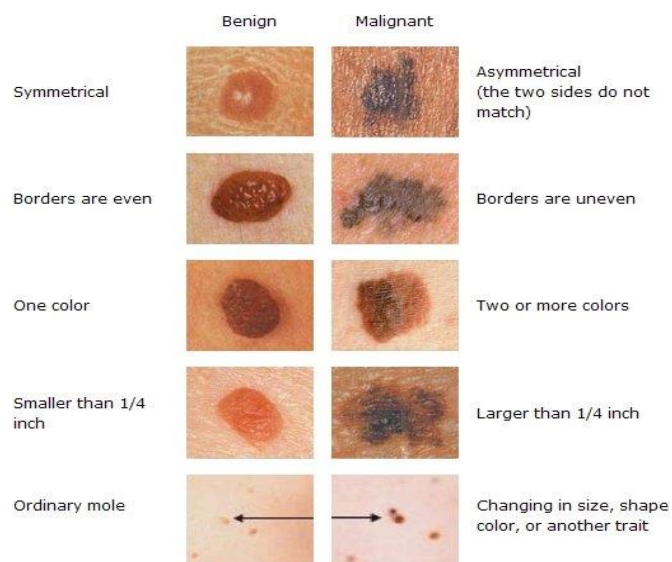 Benign Malignant
Symmetrical
Asymmetrical
(the two sides do not
match)
Borders are even
Borders are uneven
One color
Two or more colors
Smaller than 1/4
inch
Larger than 1/4 inch
Ordinary mole
Changing in size, shape
color, or another trait